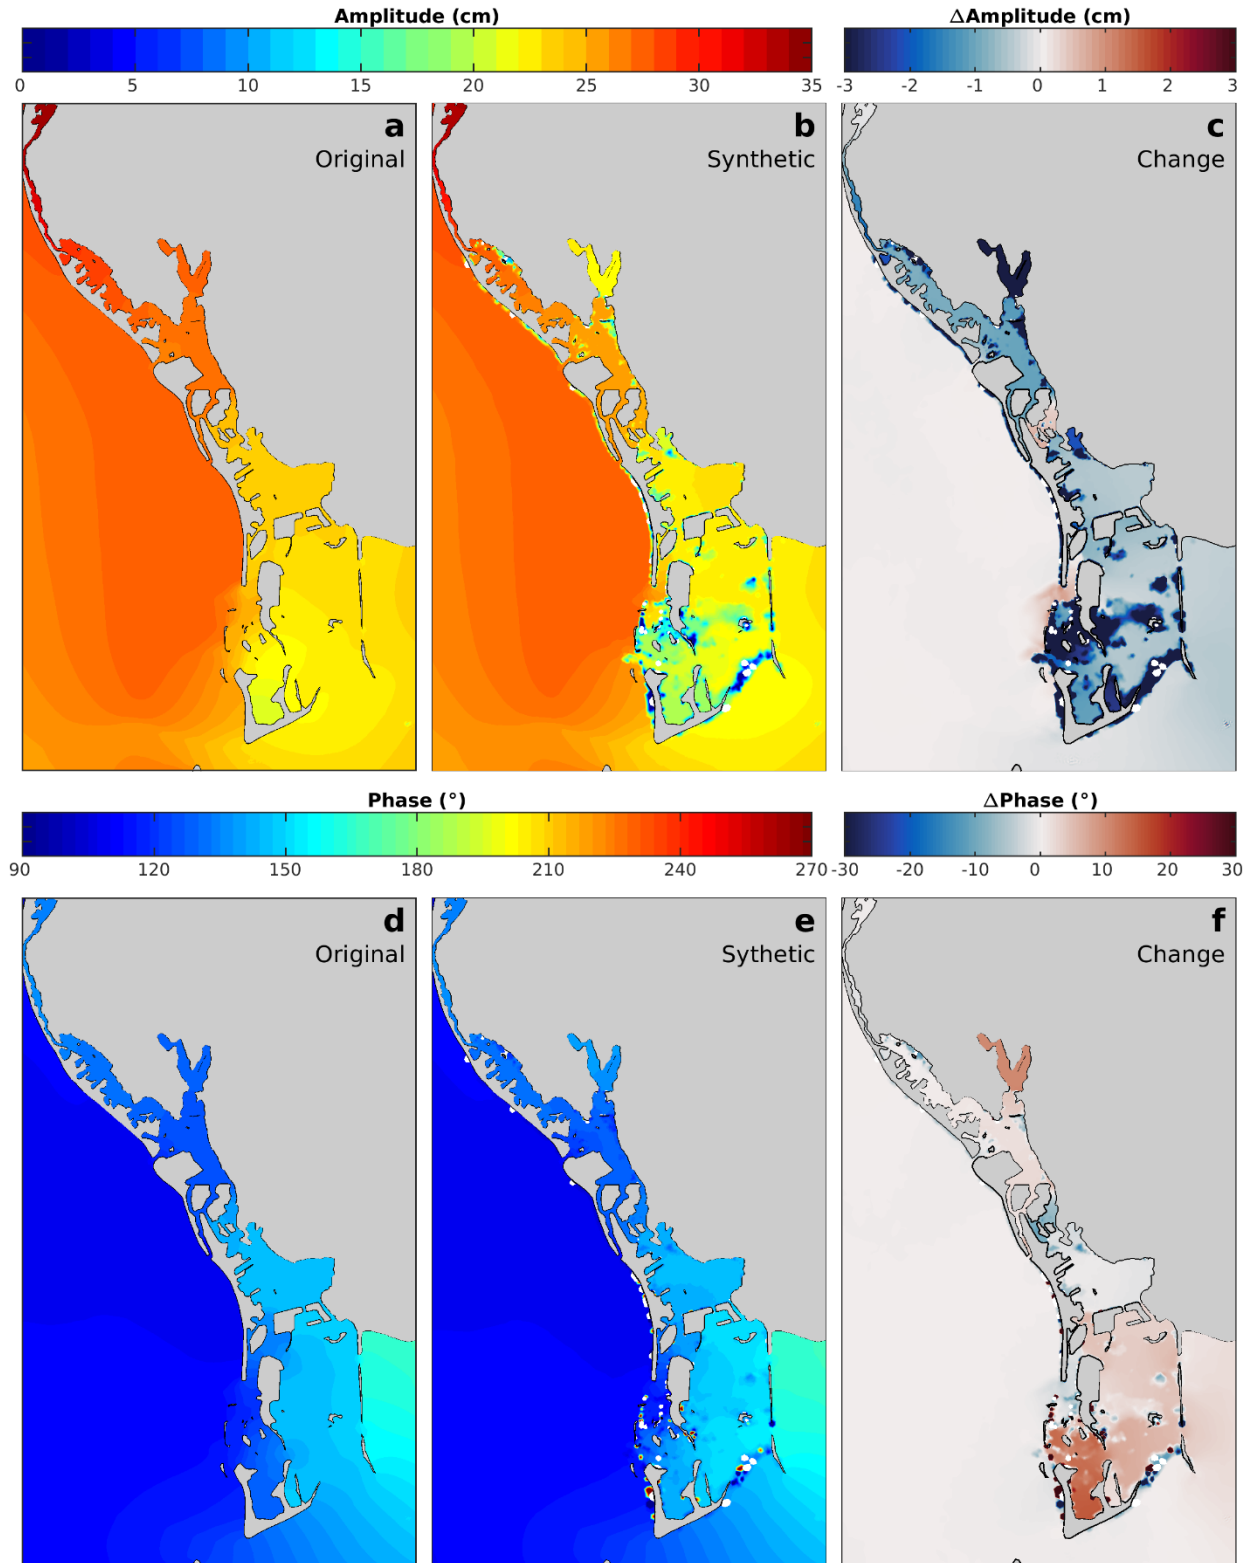 Amplitude (cm)
ΔAmplitude (cm)
0 5 10 15 20 25 30 35
-3 -2 -1 0 1 2 3
a
Original
b
Synthetic
c
Change
Phase (°)
ΔPhase (°)
90 120 150 180 210 240 270
-30 -20 -10 0 10 20 30
d
Original
e
Sythetic
f
Change